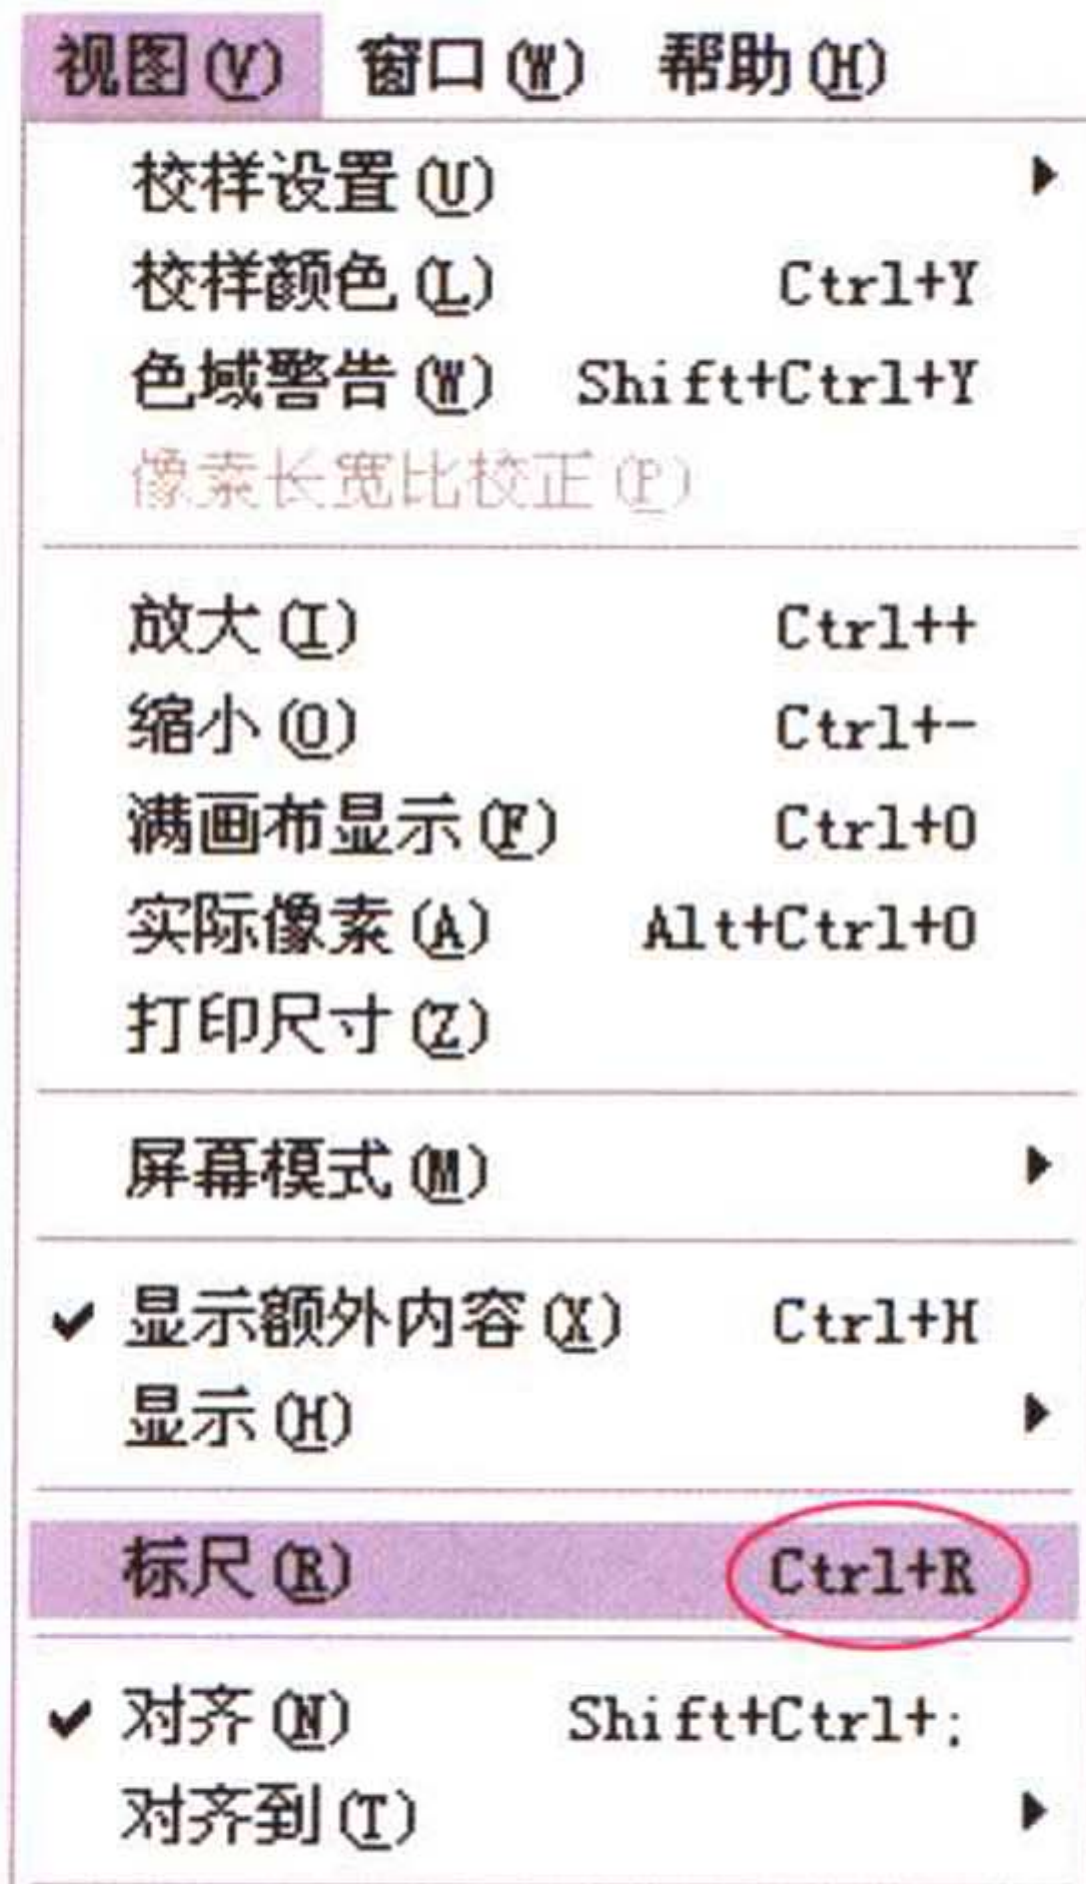 视图(V) 窗口(W) 帮助(H)
校样设置(U)
校样颜色(L) Ctrl+Y
色域警告(W) Shift+Ctrl+Y
像素长宽比校正(P)
放大(I) Ctrl++
缩小(O) Ctrl+-
满画布显示(F) Ctrl+0
实际像素(A) Alt+Ctrl+0
打印尺寸(Z)
屏幕模式(M)
✔ 显示额外内容(X) Ctrl+H
显示(H)
标尺(R) Ctrl+R
✔ 对齐(N) Shift+Ctrl+;
对齐到(T)